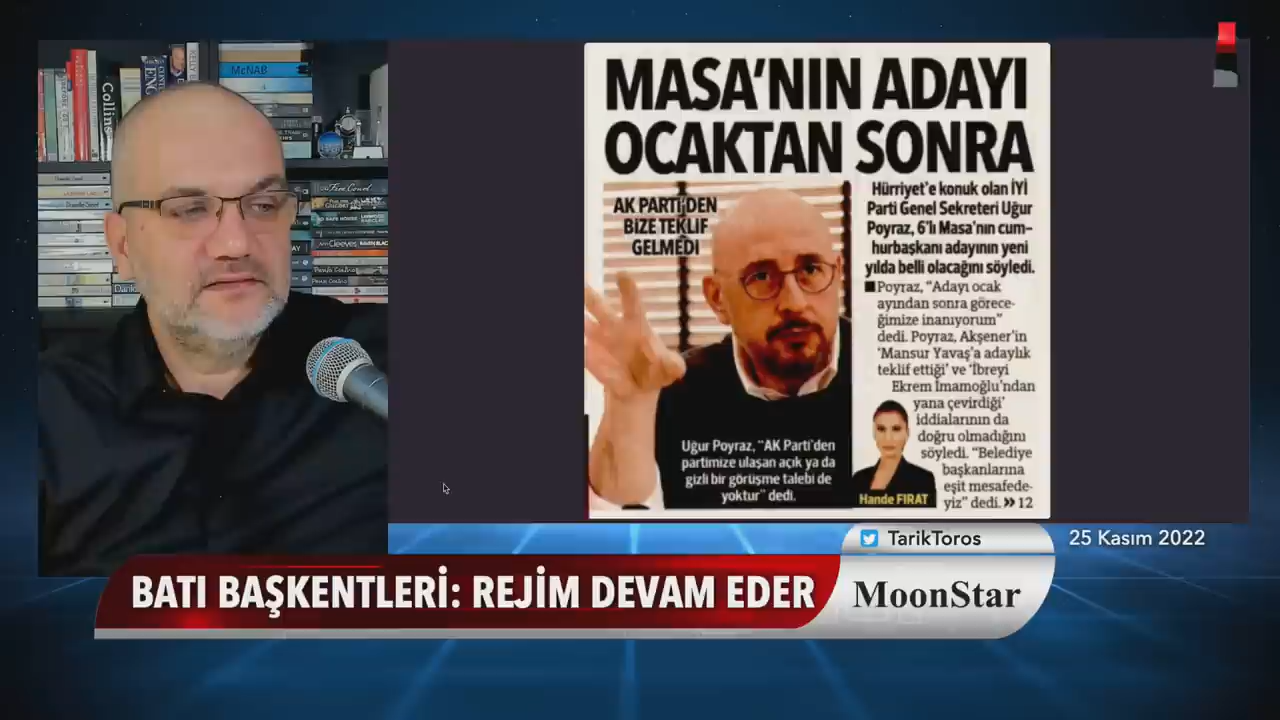 McNAB
Collins
MASA'NIN ADAYI
OCAKTAN SONRA
AK PARTİ'DEN
BİZE TEKLİF
GELMEDİ
Uğur Poyraz, "AK Parti'den
partimize ulaşan açık ya da
gizli bir görüşme talebi de
yoktur" dedi.
Hürriyet'e konuk olan İYİ
Parti Genel Sekreteri Uğur
Poyraz, 6'lı Masa'nın cum-
hurbaşkanı adayının yeni
yılda belli olacağını söyledi.
Poyraz, "Adayı ocak
ayından sonra görece-
ğimize inanıyorum"
dedi. Poyraz, Akşener'in
'Mansur Yavaş'a adaylık
teklif ettiği' ve 'İbreyi
Ekrem İmamoğlu'ndan
yana çevirdiği'
iddialarının da
doğru olmadığını
söyledi. "Belediye
başkanlarına
eşit mesafede-
yiz" dedi. » 12
Hande FIRAT
TarikToros
25 Kasım 2022
BATI BAŞKENTLERİ: REJİM DEVAM EDER
MoonStar